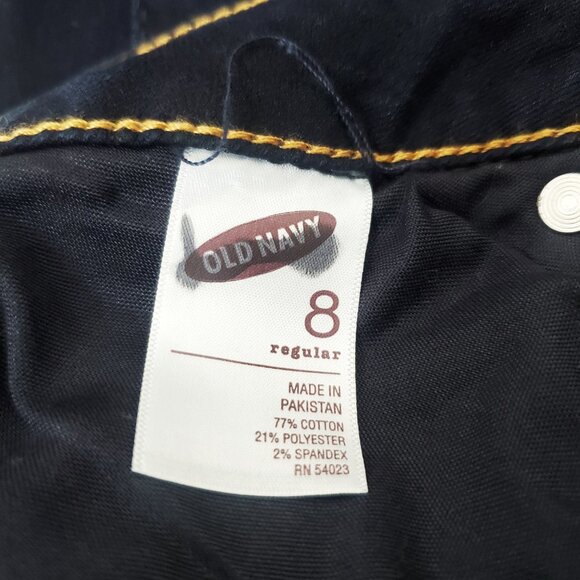 OLD NAVY
8
regular
MADE IN
PAKISTAN
77% COTTON
21% POLYESTER
2% SPANDEX
RN 54023